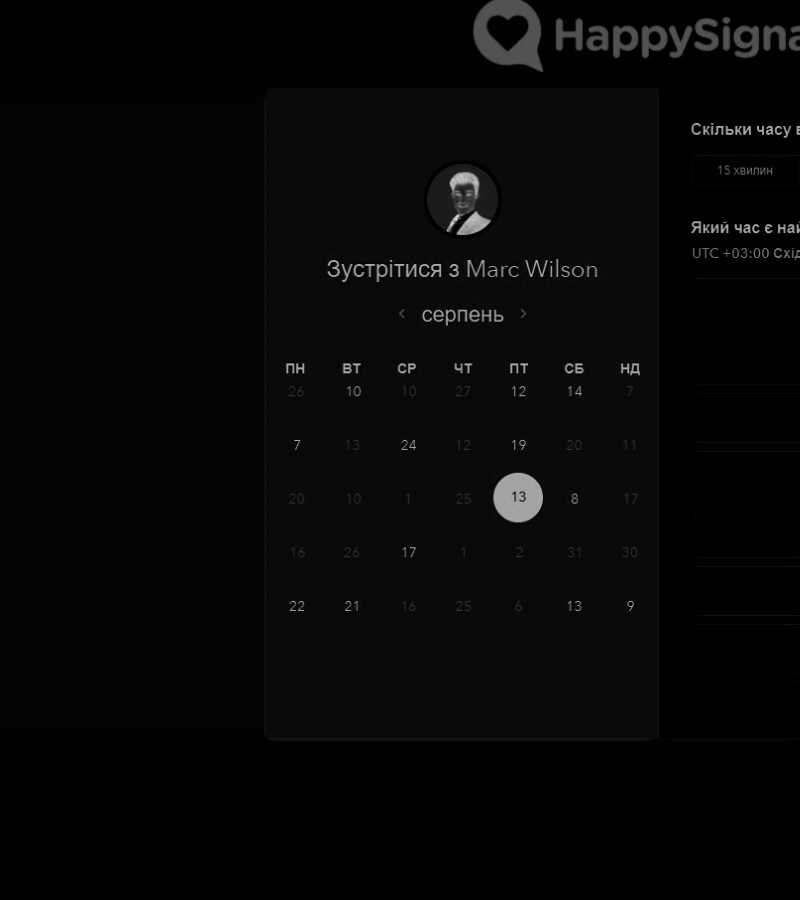 HappySigna
Зустрітися з Marc Wilson
серпень
ПН ВТ СР ЧТ ПТ СБ НД
26 10 10 27 12 14 7
7 13 24 12 19 20 11
20 10 1 25 13 8 17
16 26 17 1 2 31 30
22 21 16 25 6 13 9
Скільки часу в
15 хвилин
Який час є най
UTC +03:00 Схід